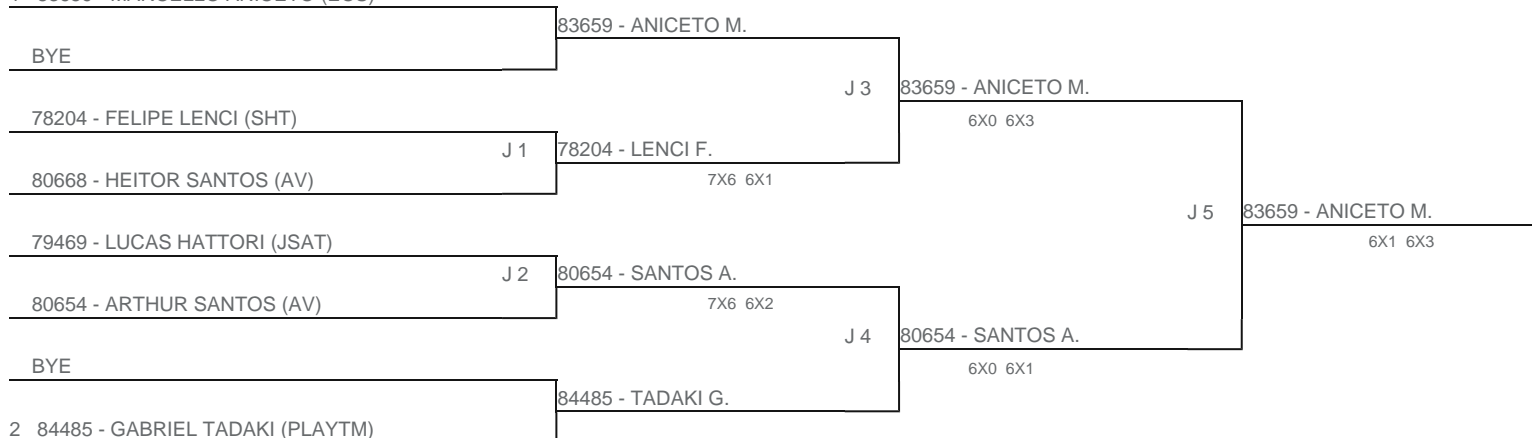 83659 - ANICETO M.
BYE
J 3
83659 - ANICETO M.
6X0 6X3
78204 - FELIPE LENCI (SHT)
J 1
78204 - LENCI F.
7X6 6X1
80668 - HEITOR SANTOS (AV)
J 5
83659 - ANICETO M.
6X1 6X3
79469 - LUCAS HATTORI (JSAT)
J 2
80654 - SANTOS A.
7X6 6X2
80654 - ARTHUR SANTOS (AV)
J 4
80654 - SANTOS A.
6X0 6X1
BYE
84485 - TADAKI G.
2 84485 - GABRIEL TADAKI (PLAYTM)